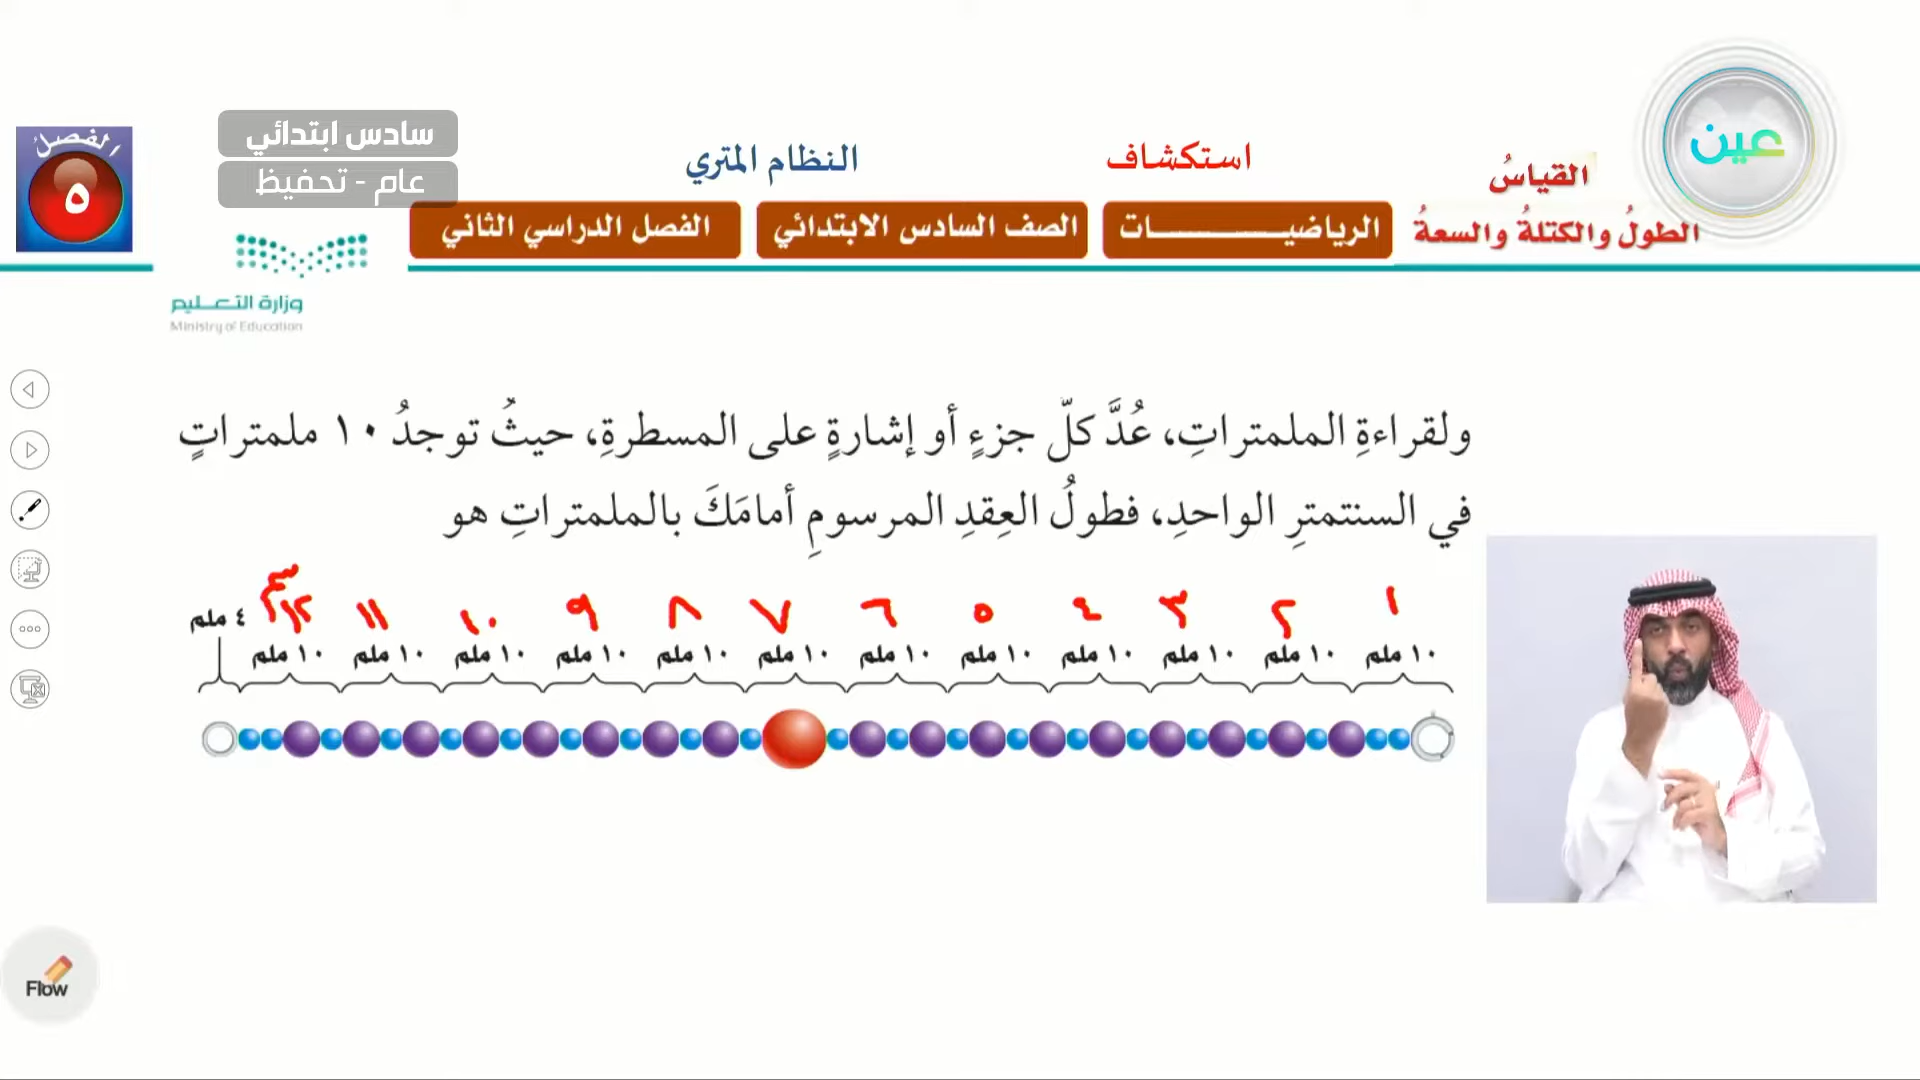 عين
سادس ابتدائي
عام - تحفيظ
الفصل
٥
القياسُ
الطولُ والكتلةُ والسعةُ
استكشاف
النظام المتري
الرياضيـــــــــــات
الصف السادس الابتدائي
الفصل الدراسي الثاني
وزارة التعـــليم
Ministry of Education
ولقراءةِ الملمتراتِ، عُدَّ كلّ جزءٍ أو إشارةٍ على المسطرةِ، حيثُ توجدُ ١٠ ملمتراتٍ
في السنتمترِ الواحدِ، فطولُ العِقدِ المرسومِ أمامَكَ بالملمتراتِ هو
١ ٢ ٣ ٤ ٥ ٦ ٧ ٨ ٩ ١٠ ١١ ١٢ سم
٤ ملم
١٠ ملم ١٠ ملم ١٠ ملم ١٠ ملم ١٠ ملم ١٠ ملم ١٠ ملم ١٠ ملم ١٠ ملم ١٠ ملم ١٠ ملم ١٠ ملم
Flow